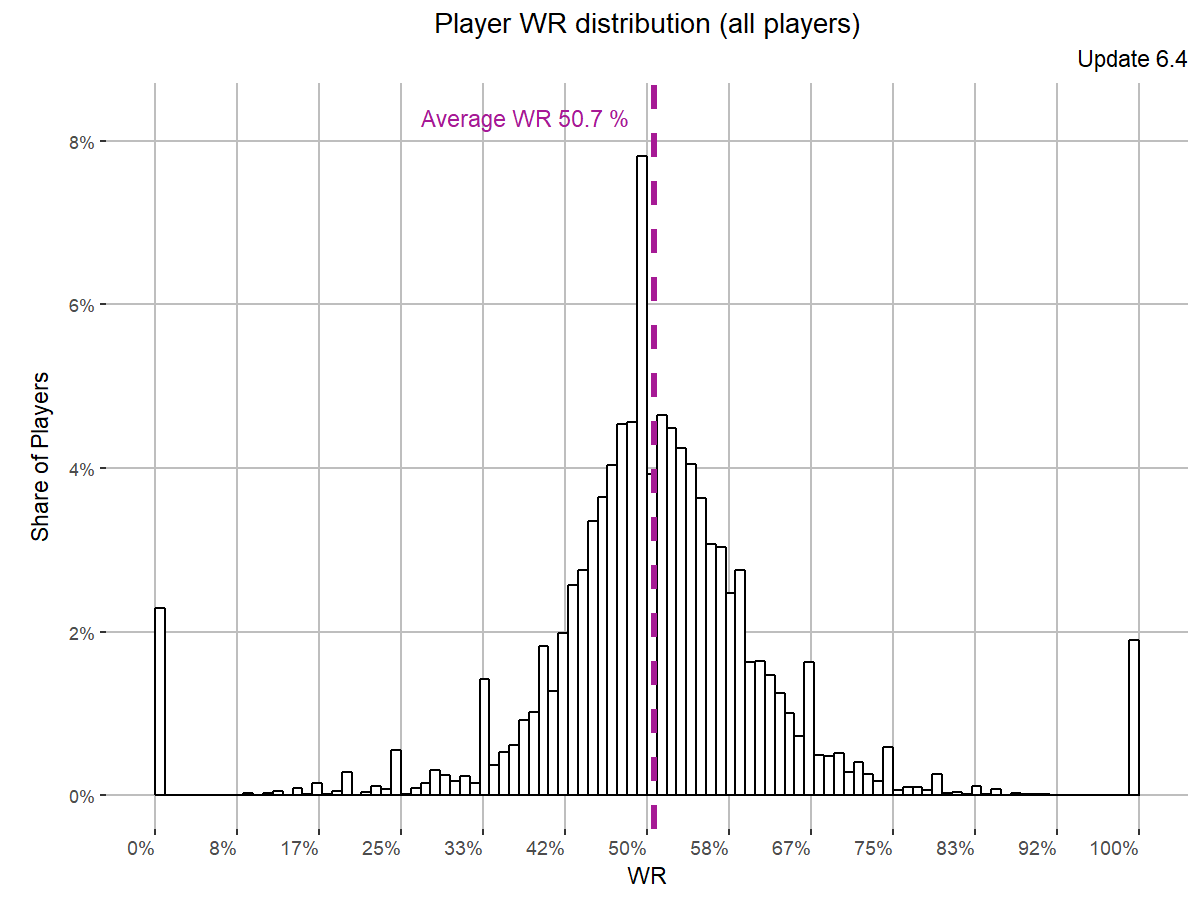 Player WR distribution (all players)
Update 6.4
Average WR 50.7 %
8%
6%
4%
2%
0%
Share of Players
0% 8% 17% 25% 33% 42% 50% 58% 67% 75% 83% 92% 100%
WR